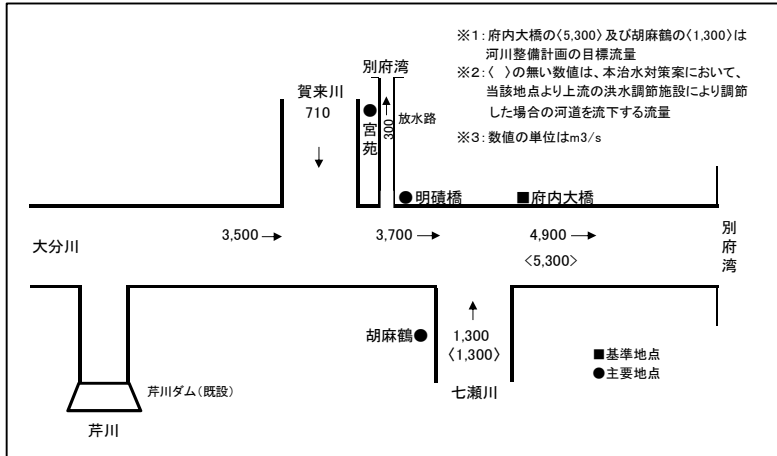 ※1：府内大橋の〈5,300〉及び胡麻鶴の〈1,300〉は
河川整備計画の目標流量
※2：〈　〉の無い数値は、本治水対策案において、
当該地点より上流の洪水調節施設により調節
した場合の河道を流下する流量
※3：数値の単位はm3/s
別府湾
賀来川
710
↓
●
宮苑
300
↑
放水路
●明磧橋
■府内大橋
大分川
3,500→
3,700→
4,900→
〈5,300〉
別府湾
胡麻鶴●
↑
1,300
〈1,300〉
七瀬川
■基準地点
●主要地点
芹川ダム（既設）
芹川